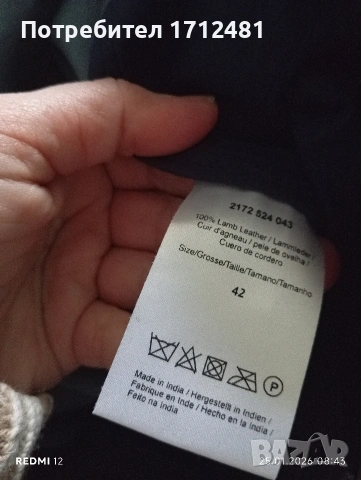 Потребител 1712481
2172 524 043
100% Lamb Leather / Lammleder /
Cuir d'agneau / pele de ovelha /
Cuero de cordero
Size/Grosse/Taille/Tamano/Tamanho
42
P
Made in India / Hergestellt in Indien /
Fabrique en Inde / Hecho en la India /
Feito na India
BAZAR
REDMI 12
25.01.2026 08:43